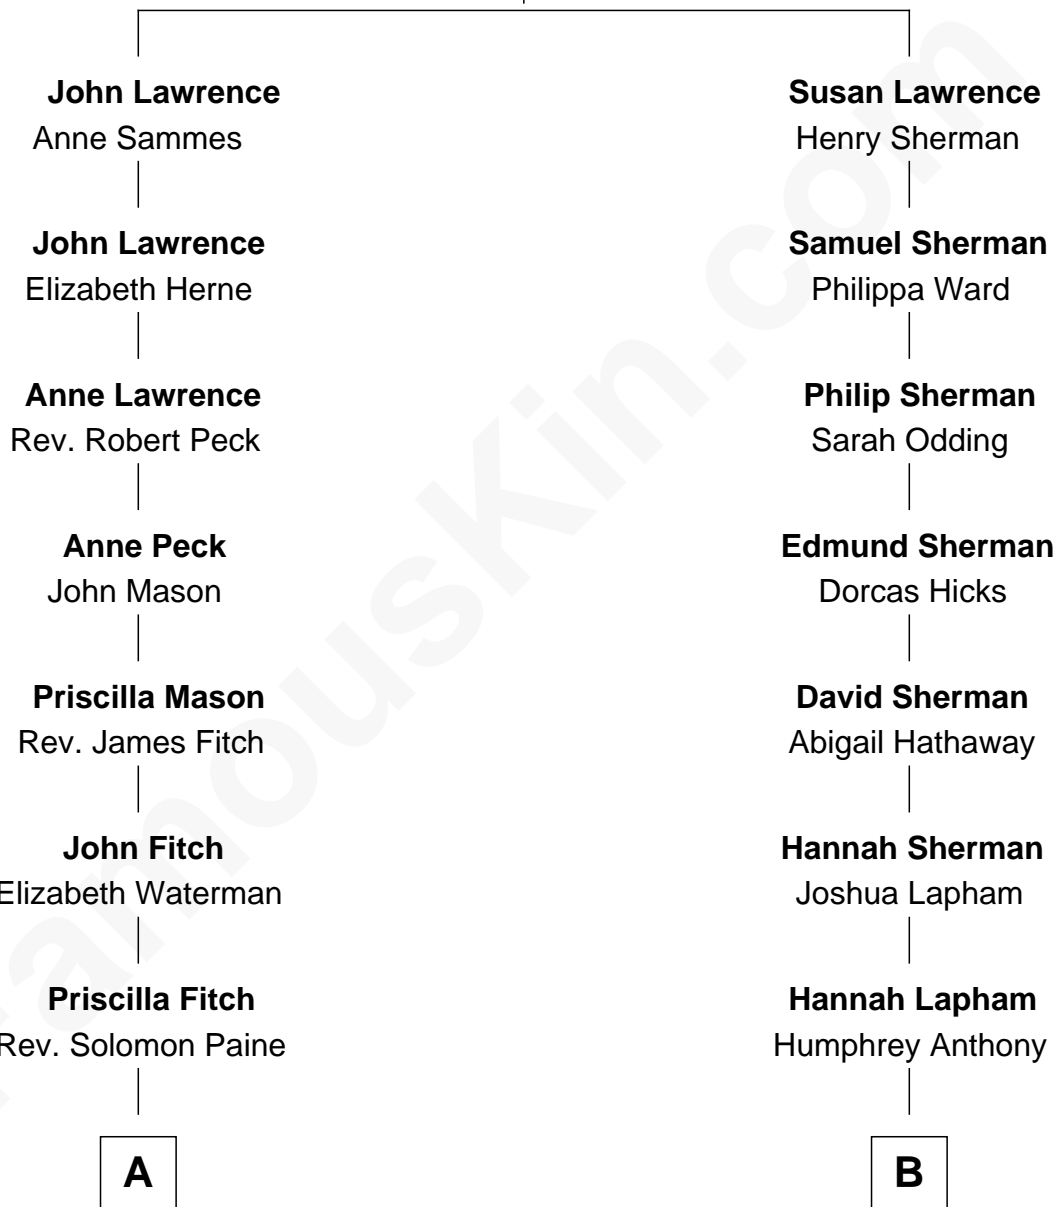 John Lawrence
Anne Sammes
John Lawrence
Elizabeth Herne
Anne Lawrence
Rev. Robert Peck
Anne Peck
John Mason
Priscilla Mason
Rev. James Fitch
John Fitch
Elizabeth Waterman
Priscilla Fitch
Rev. Solomon Paine
A
Susan Lawrence
Henry Sherman
Samuel Sherman
Philippa Ward
Philip Sherman
Sarah Odding
Edmund Sherman
Dorcas Hicks
David Sherman
Abigail Hathaway
Hannah Sherman
Joshua Lapham
Hannah Lapham
Humphrey Anthony
B
FamousKin.com